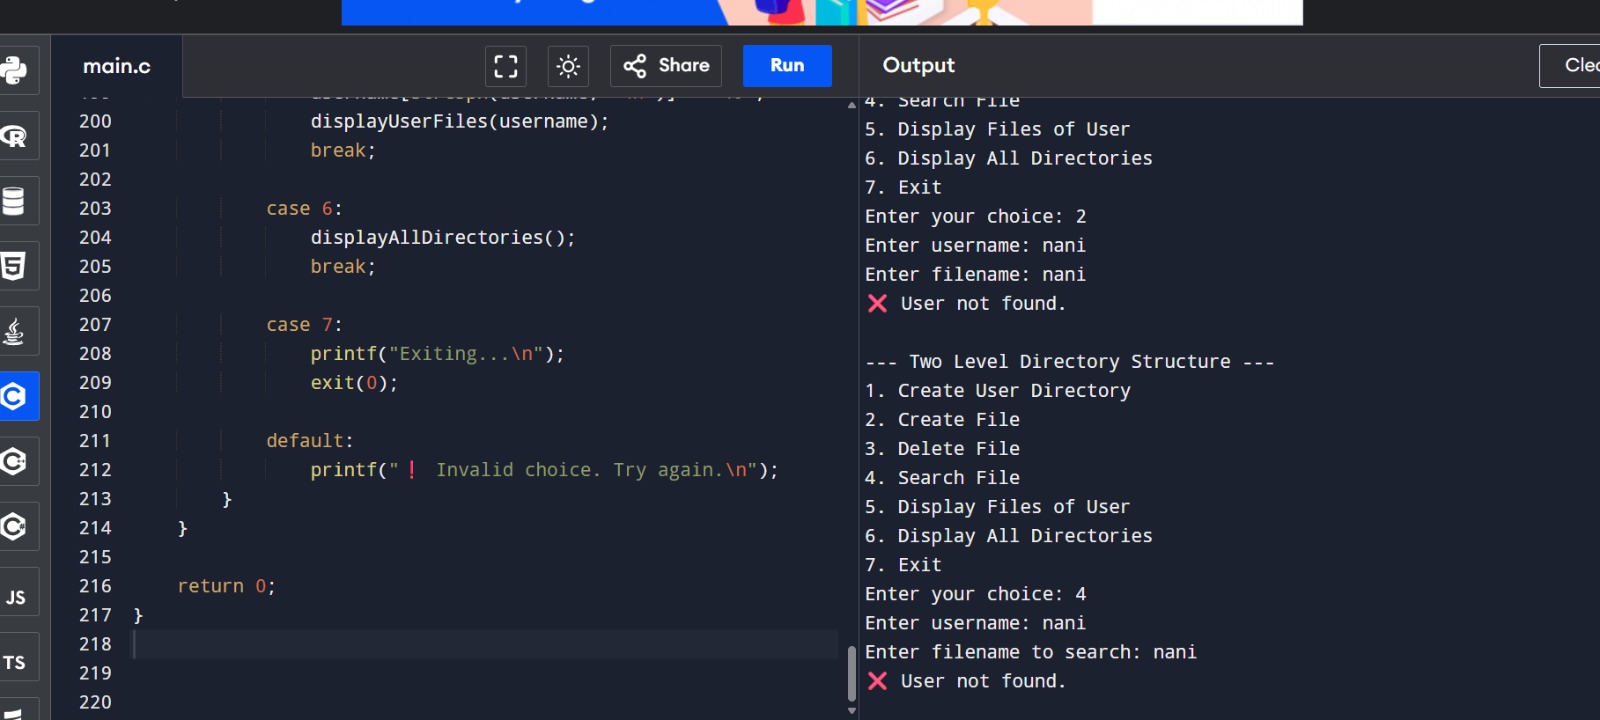 main.c
Share
Run
200 displayUserFiles(username);
201 break;
202
203 case 6:
204 displayAllDirectories();
205 break;
206
207 case 7:
208 printf("Exiting...\n");
209 exit(0);
210
211 default:
212 printf("❗ Invalid choice. Try again.\n");
213 }
214 }
215
216 return 0;
217 }
218
219
220
R
5
C
C
C
JS
TS
Output
4. Search File
5. Display Files of User
6. Display All Directories
7. Exit
Enter your choice: 2
Enter username: nani
Enter filename: nani
❌ User not found.
--- Two Level Directory Structure ---
1. Create User Directory
2. Create File
3. Delete File
4. Search File
5. Display Files of User
6. Display All Directories
7. Exit
Enter your choice: 4
Enter username: nani
Enter filename to search: nani
❌ User not found.